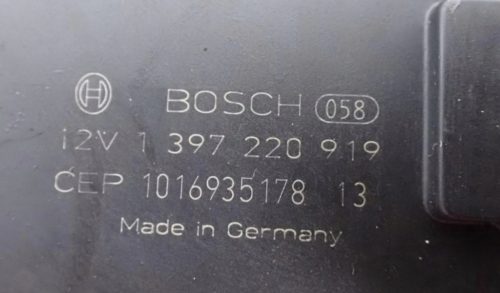 BOSCH 058
12V 1 397 220 919
CEP 1016935178 13
Made in Germany